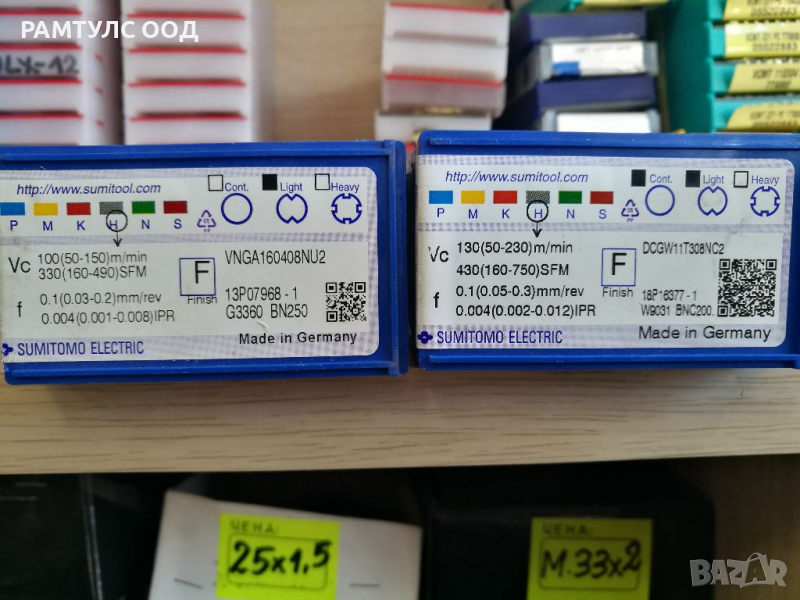 РАМТУЛС ООД
ULX-12
http://www.sumitool.com
Cont. Light Heavy
P M K H N S
Vc 100(50-150)m/min
330(160-490)SFM
f 0.1(0.03-0.2)mm/rev
0.004(0.001-0.008)IPR
F
Finish
VNGA160408NU2
13P07968 - 1
G3360 BN250
Made in Germany
SUMITOMO ELECTRIC
http://www.sumitool.com
Cont. Light Heavy
P M K H N S
Vc 130(50-230)m/min
430(160-750)SFM
f 0.1(0.05-0.3)mm/rev
0.004(0.002-0.012)IPR
F
Finish
DCGW11T308NC2
18P16377 - 1
W9031 BNC200
Made in Germany
SUMITOMO ELECTRIC
ЦЕНА:
25x1,5
ЦЕНА:
M.33x2
BAZAR